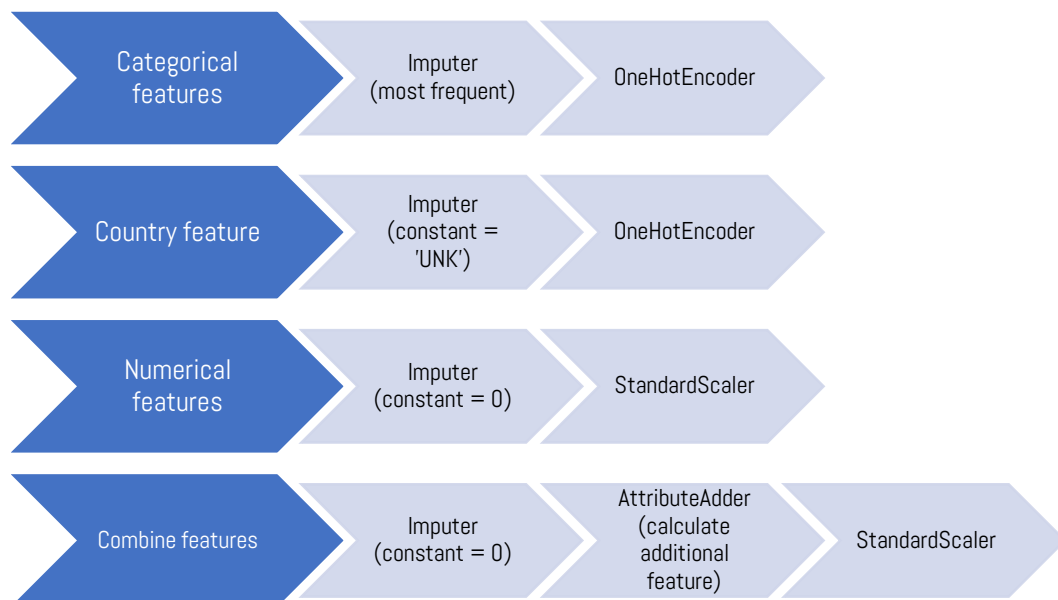 Categorical
features
Imputer
(most frequent)
OneHotEncoder
Country feature
Imputer
(constant =
'UNK')
OneHotEncoder
Numerical
features
Imputer
(constant = 0)
StandardScaler
Combine features
Imputer
(constant = 0)
AttributeAdder
(calculate
additional
feature)
StandardScaler